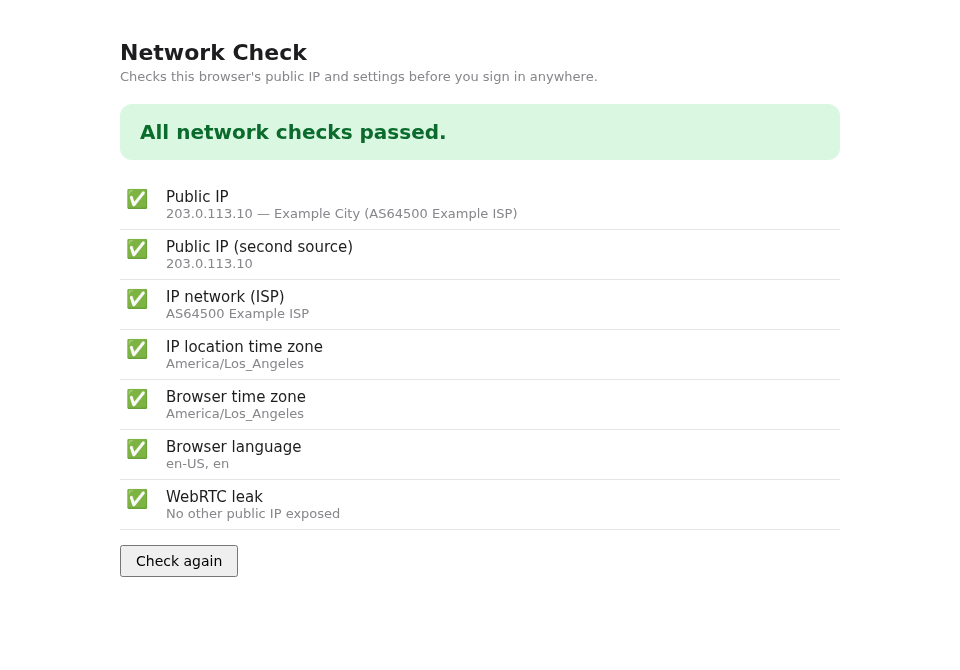 Network Check
Checks this browser's public IP and settings before you sign in anywhere.
All network checks passed.
Public IP
203.0.113.10 — Example City (AS64500 Example ISP)
Public IP (second source)
203.0.113.10
IP network (ISP)
AS64500 Example ISP
IP location time zone
America/Los_Angeles
Browser time zone
America/Los_Angeles
Browser language
en-US, en
WebRTC leak
No other public IP exposed
Check again